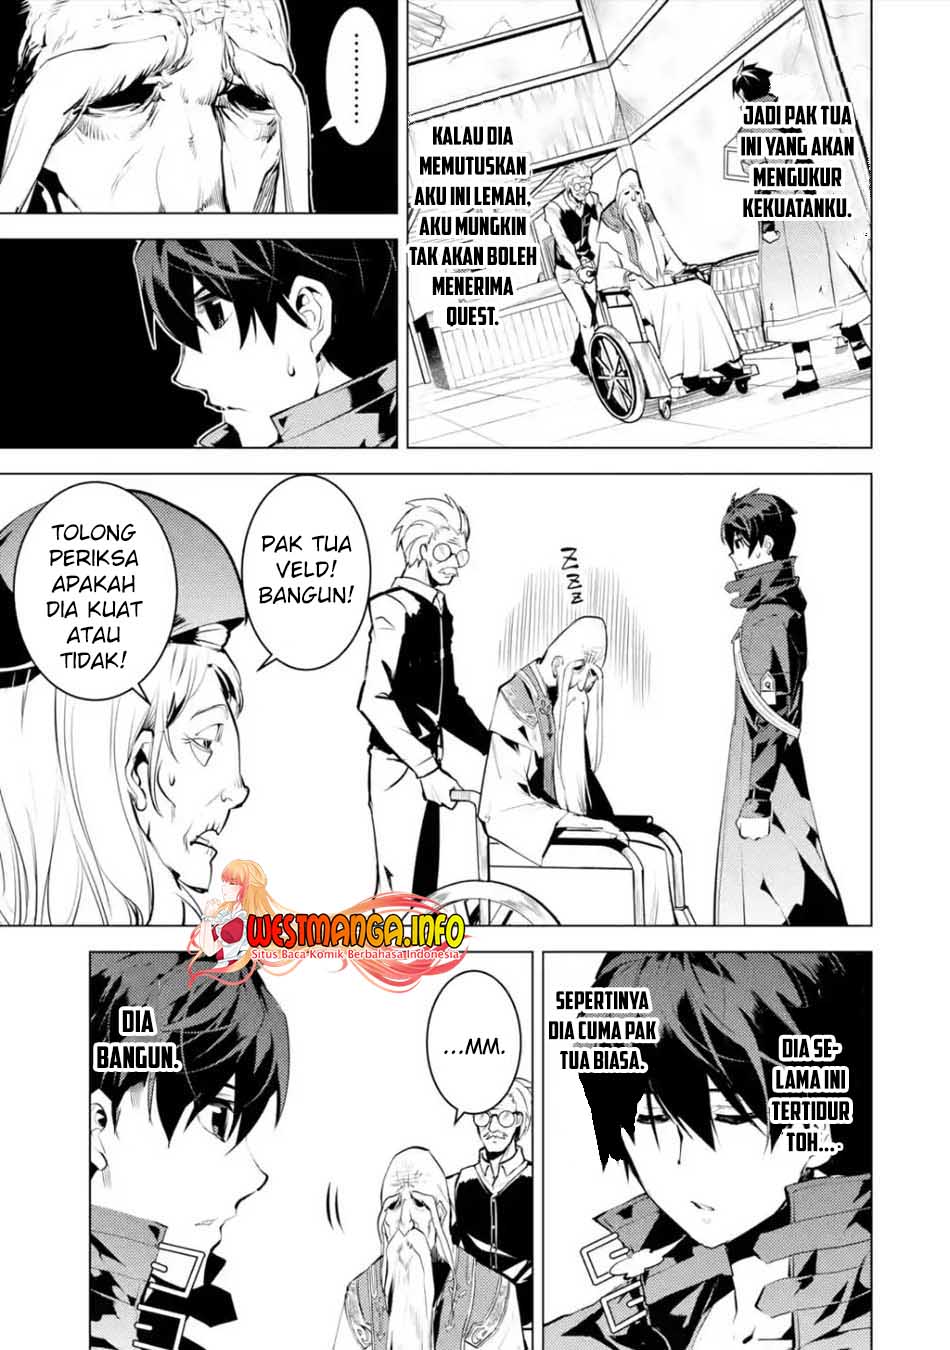 JADI PAK TUA
INI YANG AKAN
MENGUKUR
KEKUATANKU.
KALAU DIA
MEMUTUSKAN
AKU INI LEMAH,
AKU MUNGKIN
TAK AKAN BOLEH
MENERIMA
QUEST.
..........
Z
Z
Z
Z
PAK TUA
VELD!
BANGUN!
TOLONG
PERIKSA
APAKAH
DIA KUAT
ATAU
TIDAK!
WESTMANGA.INFO
Situs Baca Komik Berbahasa Indonesia
DIA SE-
LAMA INI
TERTIDUR
TOH...
SEPERTINYA
DIA CUMA PAK
TUA BIASA.
...MM.
DIA
BANGUN.